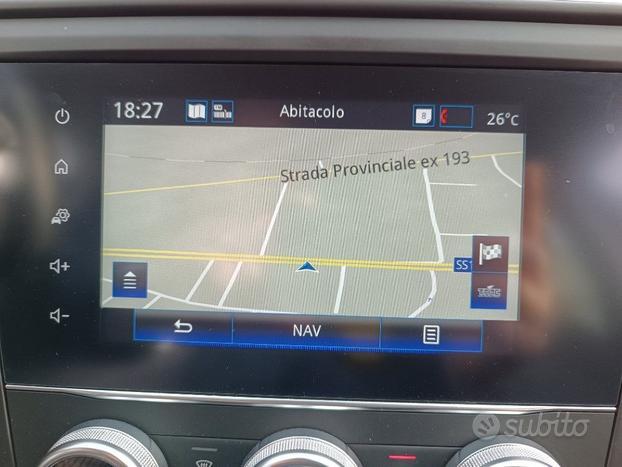 18:27
Abitacolo
26°C
Strada Provinciale ex 193
SS1
NAV
subito